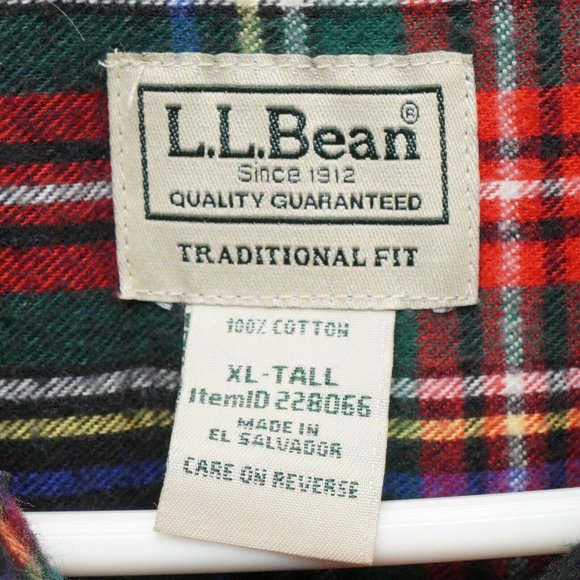 L.L.Bean®
Since 1912
QUALITY GUARANTEED
TRADITIONAL FIT
100% COTTON
XL-TALL
ItemID 228066
MADE IN
EL SALVADOR
CARE ON REVERSE